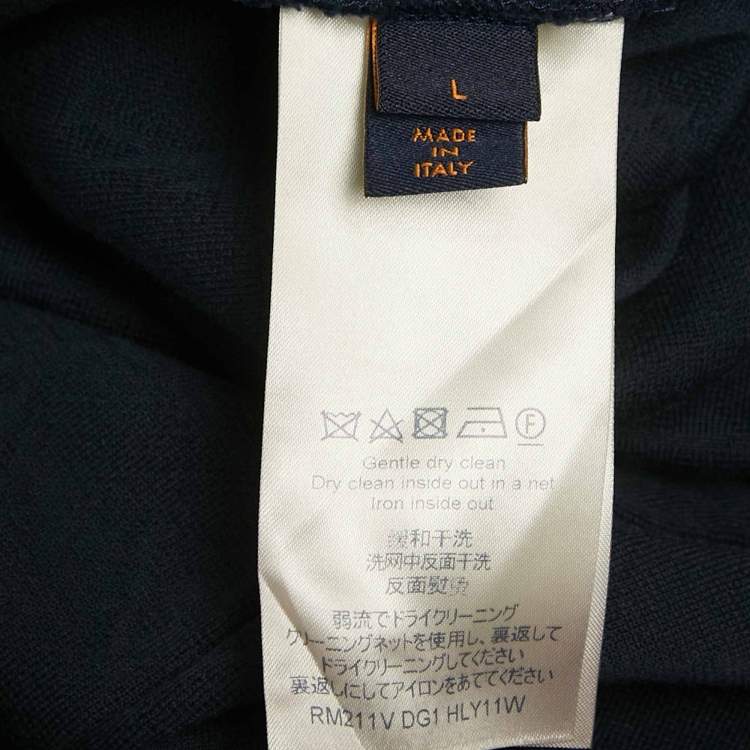 L
MADE
IN
ITALY
F
Gentle dry clean
Dry clean inside out in a net
Iron inside out
缓和干洗
洗网中反面干洗
反面熨烫
弱流でドライクリーニング
クリーニングネットを使用し、裏返して
ドライクリーニングしてください
裏返しにしてアイロンをあててください
RM211V DG1 HLY11W